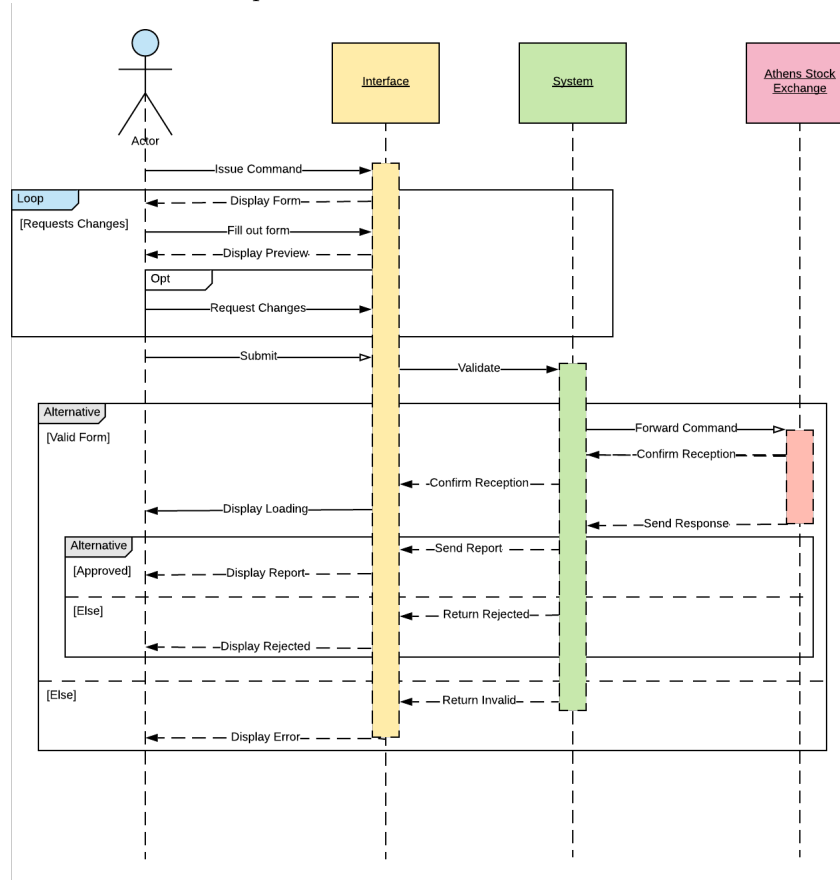 Interface
System
Athens Stock
Exchange
Actor
Issue Command
Loop
Display Form
[Requests Changes]
Fill out form
Display Preview
Opt
Request Changes
Submit
Validate
Alternative
[Valid Form]
Forward Command
Confirm Reception
Confirm Reception
Display Loading
Send Response
Alternative
Send Report
[Approved]
Display Report
[Else]
Return Rejected
Display Rejected
[Else]
Return Invalid
Display Error